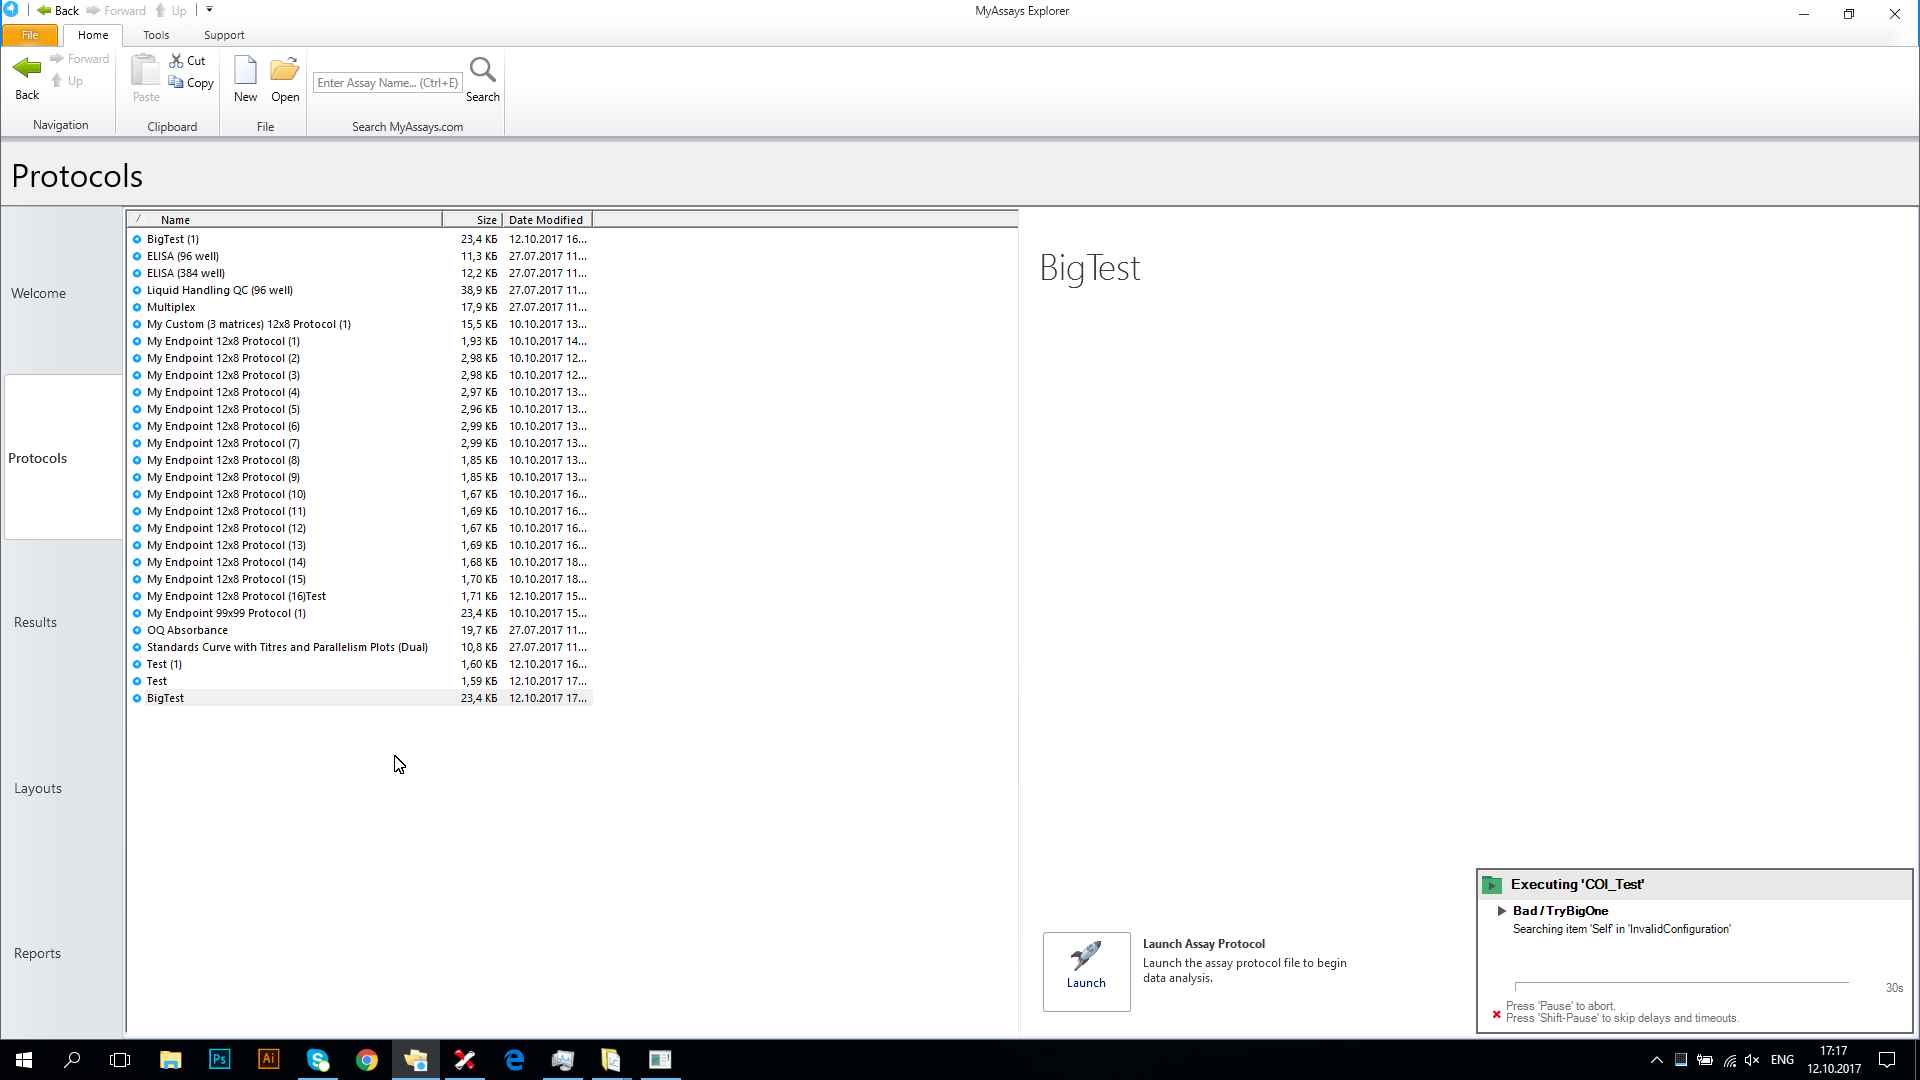 Back Forward Up
MyAssays Explorer
File Home Tools Support
Back
Forward
Up
Navigation
Paste
Cut
Copy
Clipboard
New Open
File
Enter Assay Name... (Ctrl+E)
Search
Search MyAssays.com
Protocols
Welcome
Protocols
Results
Layouts
Reports
Name Size Date Modified
BigTest (1) 23,4 КБ 12.10.2017 16...
ELISA (96 well) 11,3 КБ 27.07.2017 11...
ELISA (384 well) 12,2 КБ 27.07.2017 11...
Liquid Handling QC (96 well) 38,9 КБ 27.07.2017 11...
Multiplex 17,9 КБ 27.07.2017 11...
My Custom (3 matrices) 12x8 Protocol (1) 15,5 КБ 10.10.2017 13...
My Endpoint 12x8 Protocol (1) 1,93 КБ 10.10.2017 14...
My Endpoint 12x8 Protocol (2) 2,98 КБ 10.10.2017 12...
My Endpoint 12x8 Protocol (3) 2,98 КБ 10.10.2017 12...
My Endpoint 12x8 Protocol (4) 2,97 КБ 10.10.2017 13...
My Endpoint 12x8 Protocol (5) 2,96 КБ 10.10.2017 13...
My Endpoint 12x8 Protocol (6) 2,99 КБ 10.10.2017 13...
My Endpoint 12x8 Protocol (7) 2,99 КБ 10.10.2017 13...
My Endpoint 12x8 Protocol (8) 1,85 КБ 10.10.2017 13...
My Endpoint 12x8 Protocol (9) 1,85 КБ 10.10.2017 13...
My Endpoint 12x8 Protocol (10) 1,67 КБ 10.10.2017 16...
My Endpoint 12x8 Protocol (11) 1,69 КБ 10.10.2017 16...
My Endpoint 12x8 Protocol (12) 1,67 КБ 10.10.2017 16...
My Endpoint 12x8 Protocol (13) 1,69 КБ 10.10.2017 16...
My Endpoint 12x8 Protocol (14) 1,68 КБ 10.10.2017 18...
My Endpoint 12x8 Protocol (15) 1,70 КБ 10.10.2017 18...
My Endpoint 12x8 Protocol (16)Test 1,71 КБ 12.10.2017 15...
My Endpoint 99x99 Protocol (1) 23,4 КБ 10.10.2017 15...
OQ Absorbance 19,7 КБ 27.07.2017 11...
Standards Curve with Titres and Parallelism Plots (Dual) 10,8 КБ 27.07.2017 11...
Test (1) 1,60 КБ 12.10.2017 16...
Test 1,59 КБ 12.10.2017 17...
BigTest 23,4 КБ 12.10.2017 17...
BigTest
Launch
Launch Assay Protocol
Launch the assay protocol file to begin
data analysis.
Executing 'COI_Test'
Bad / TryBigOne
Searching item 'Self' in 'InvalidConfiguration'
30s
Press 'Pause' to abort.
Press 'Shift-Pause' to skip delays and timeouts.
Ps Ai
ENG
17:17
12.10.2017